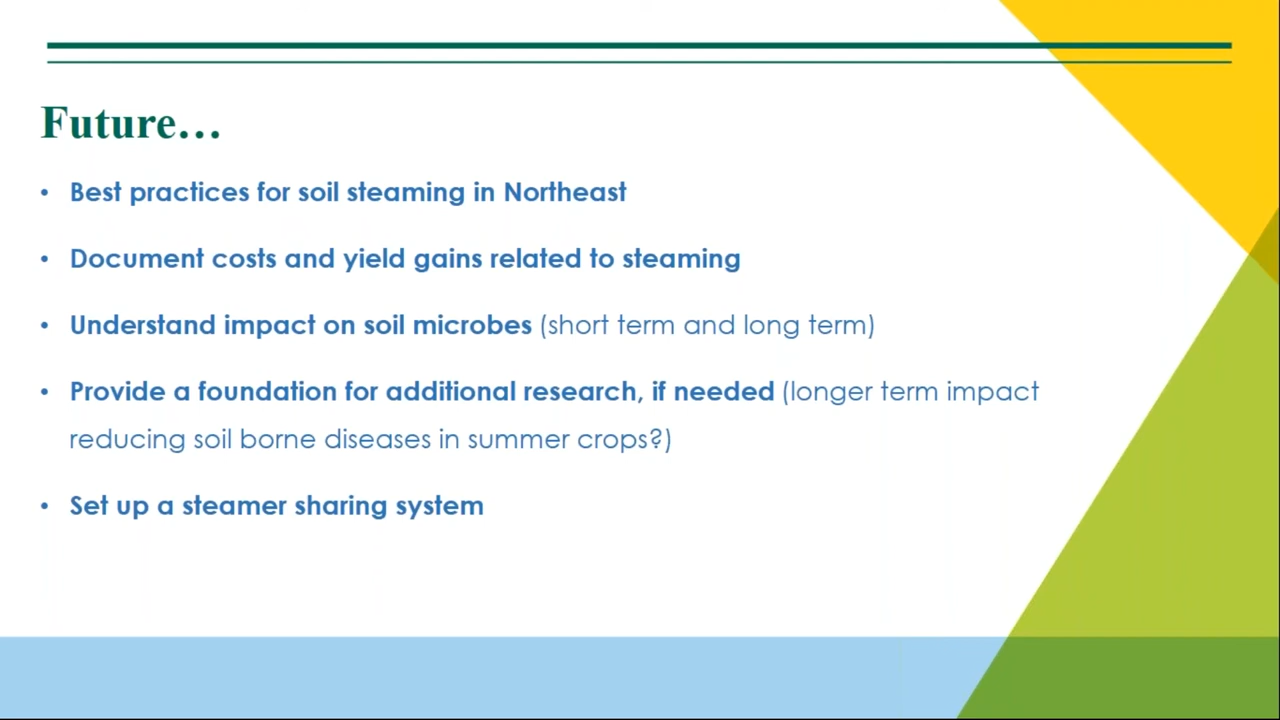 Future…
• Best practices for soil steaming in Northeast
• Document costs and yield gains related to steaming
• Understand impact on soil microbes (short term and long term)
• Provide a foundation for additional research, if needed (longer term impact
reducing soil borne diseases in summer crops?)
• Set up a steamer sharing system